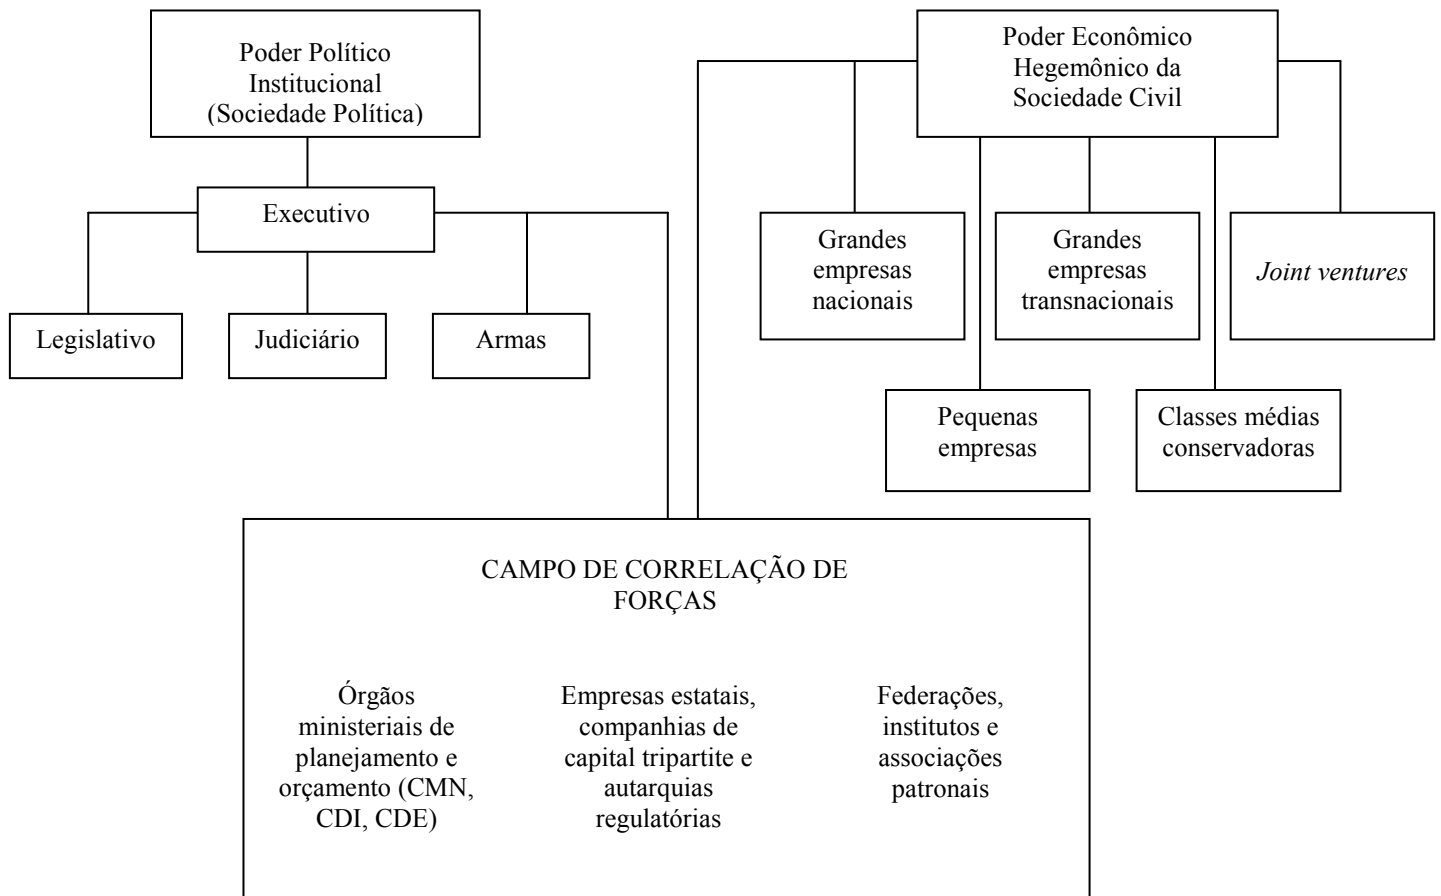 Poder Político
Institucional
(Sociedade Política)
Poder Econômico
Hegemônico da
Sociedade Civil
Executivo
Legislativo
Judiciário
Armas
Grandes
empresas
nacionais
Grandes
empresas
transnacionais
Joint ventures
Pequenas
empresas
Classes médias
conservadoras
CAMPO DE CORRELAÇÃO DE
FORÇAS
Órgãos
ministeriais de
planejamento e
orçamento (CMN,
CDI, CDE)
Empresas estatais,
companhias de
capital tripartite e
autarquias
regulatórias
Federações,
institutos e
associações
patronais